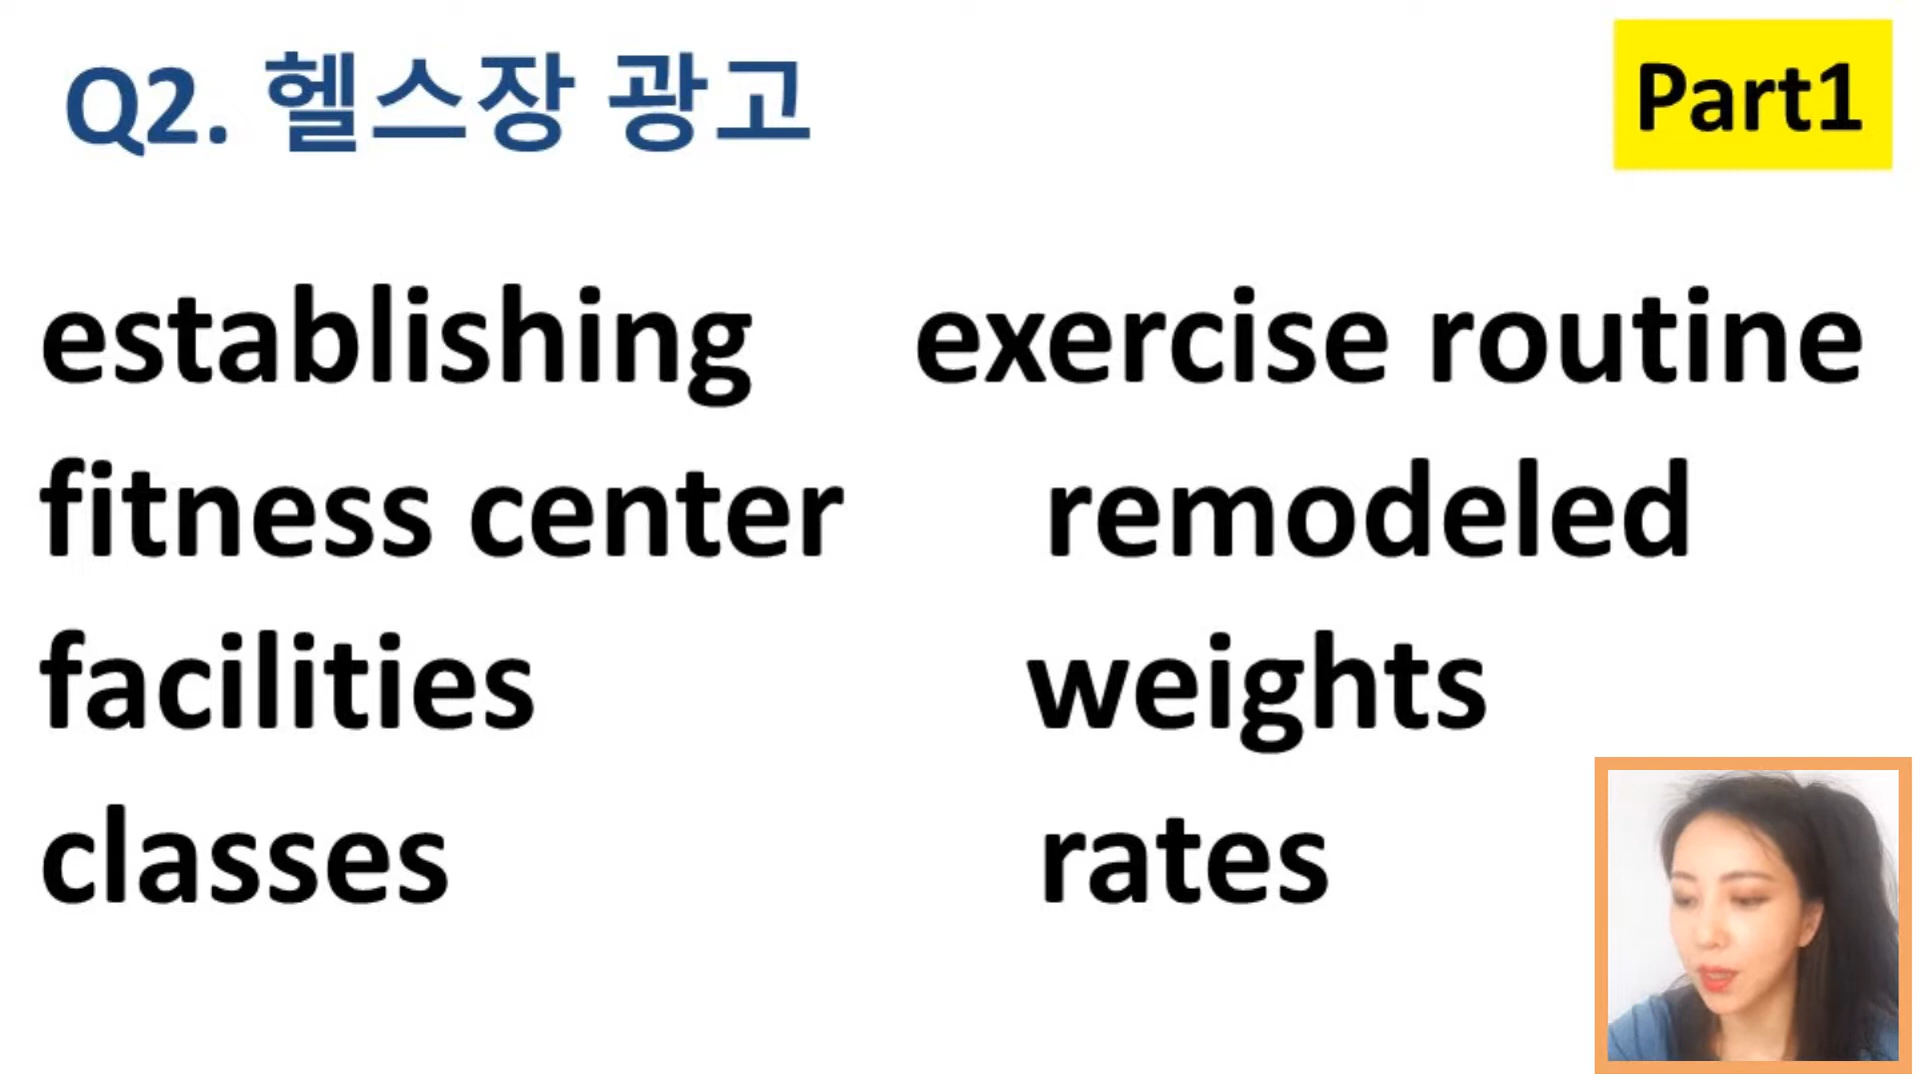 Q2. 헬스장 광고
Part1
establishing exercise routine
fitness center remodeled
facilities weights
classes rates